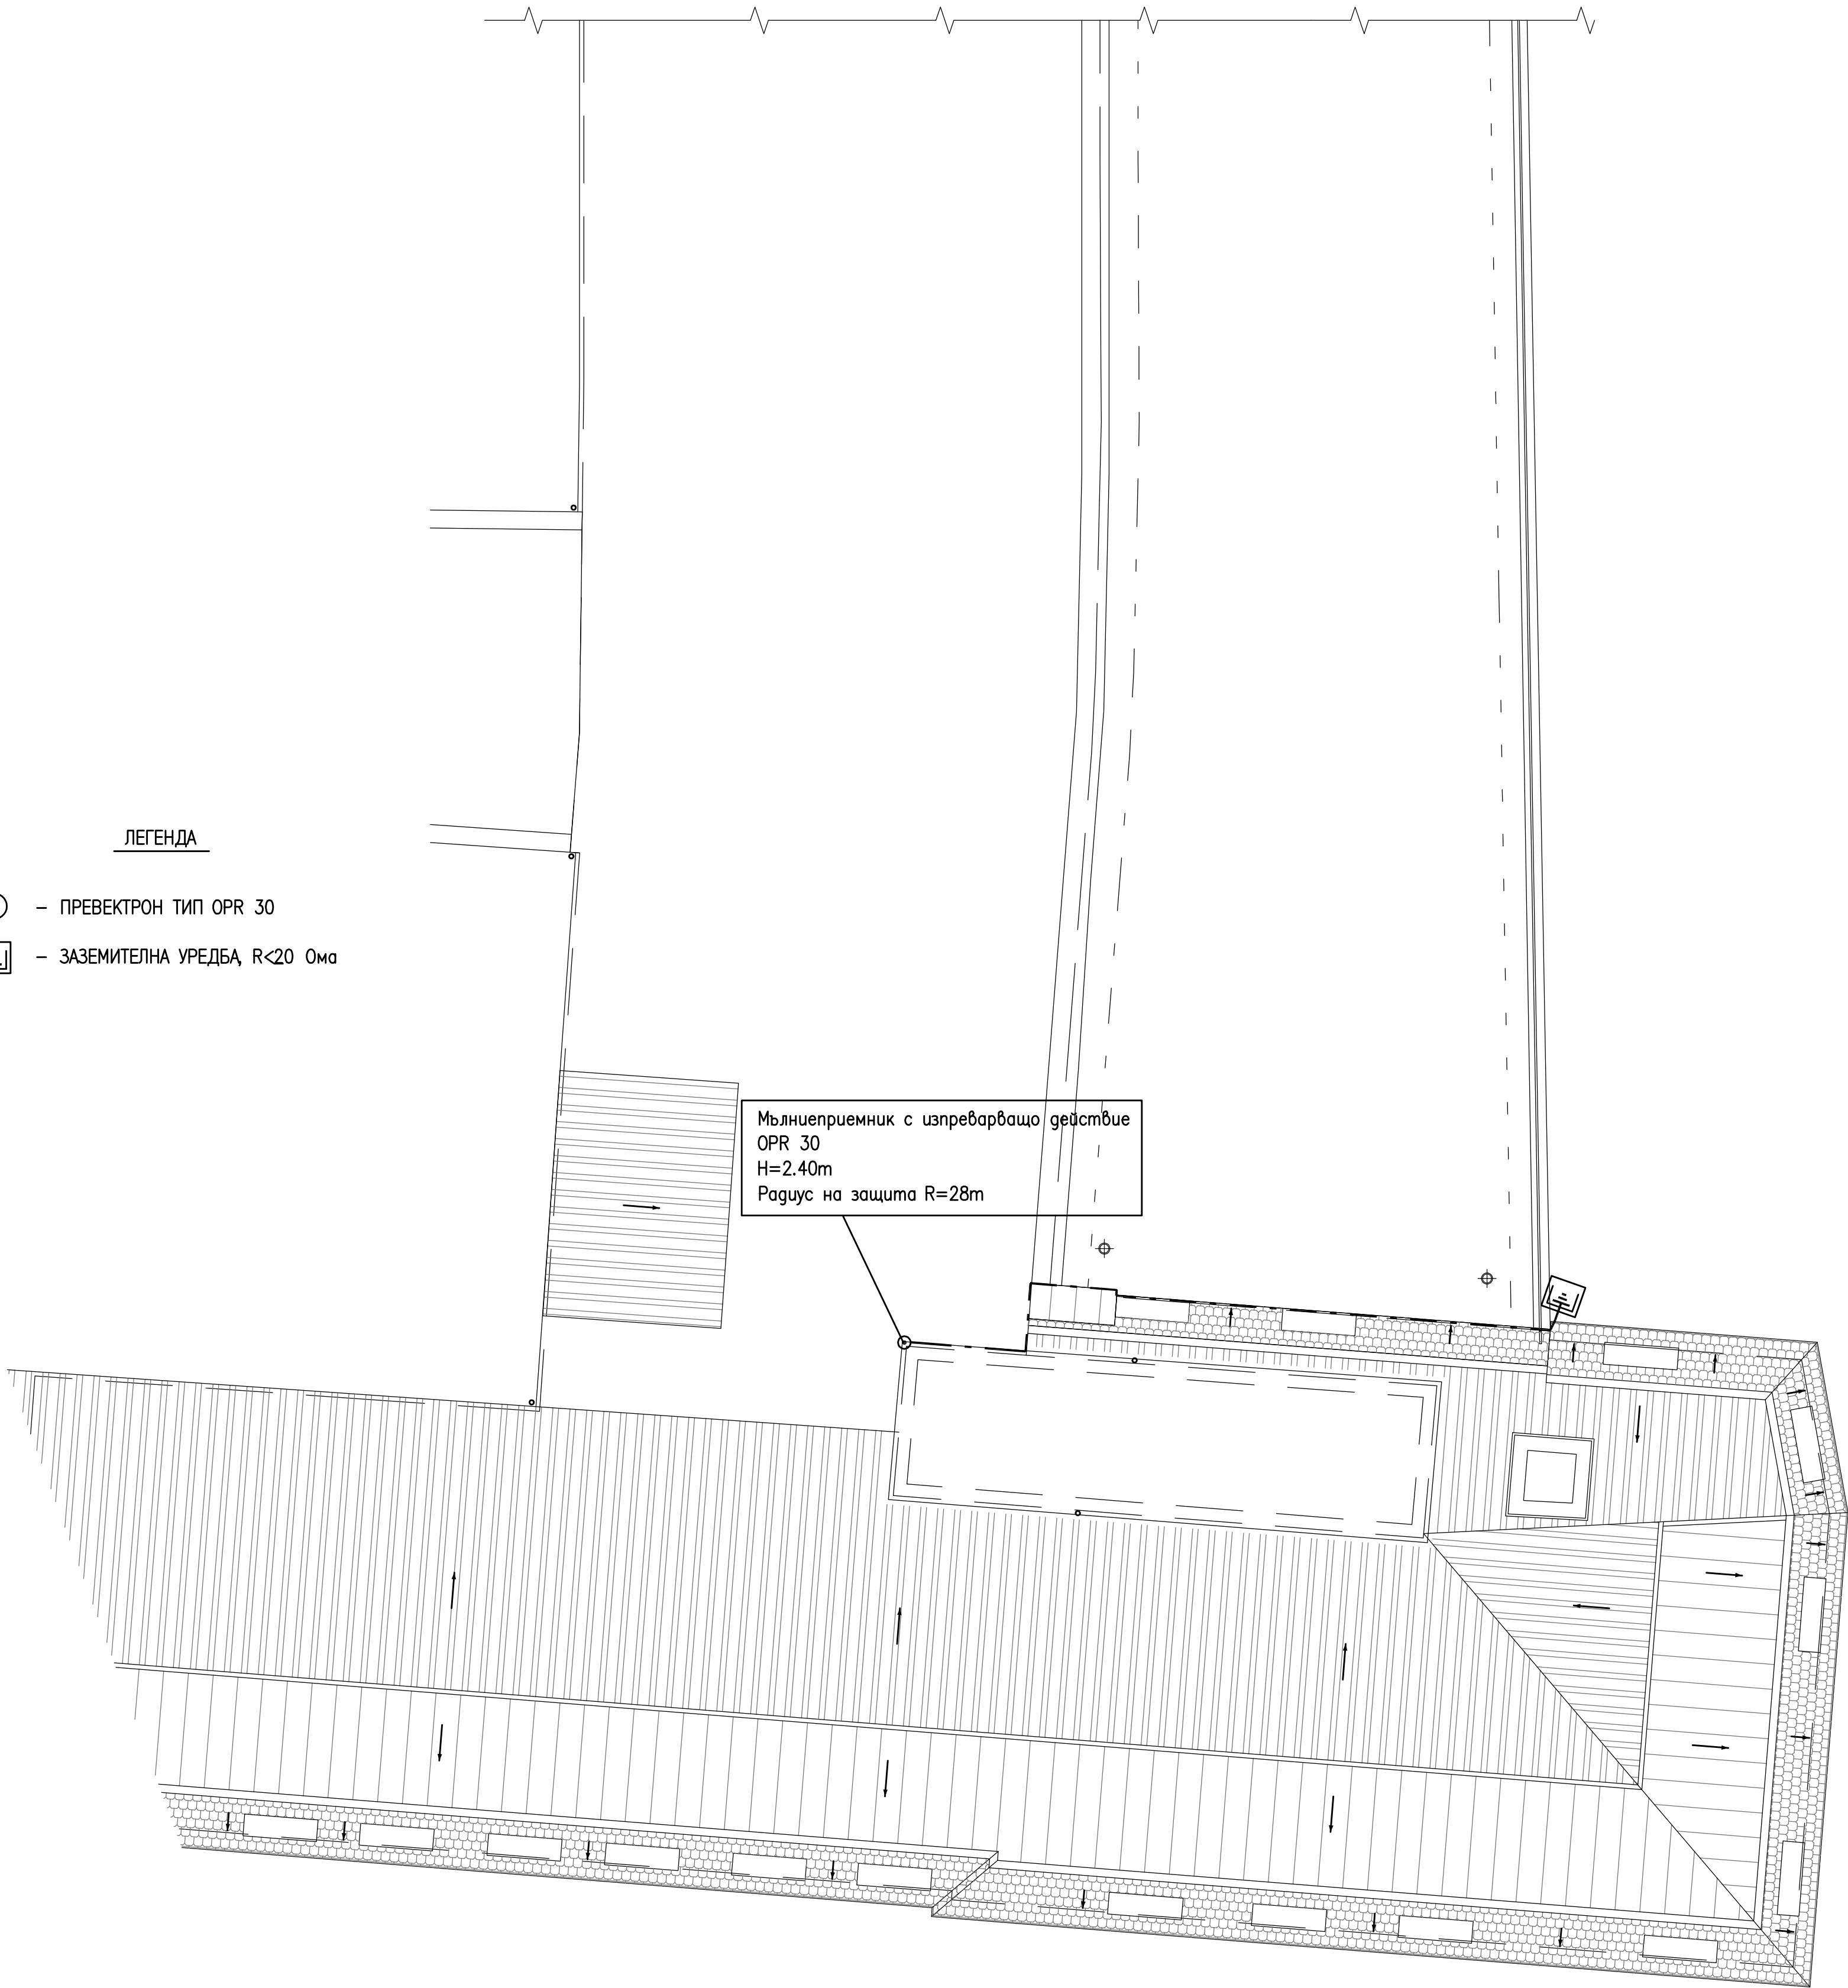 ЛЕГЕНДА
– ПРЕВЕКТРОН ТИП OPR 30
– ЗАЗЕМИТЕЛНА УРЕДБА, R<20 Ома
Мълниеприемник с изпреварващо действие
OPR 30
H=2.40m
Радиус на защита R=28m